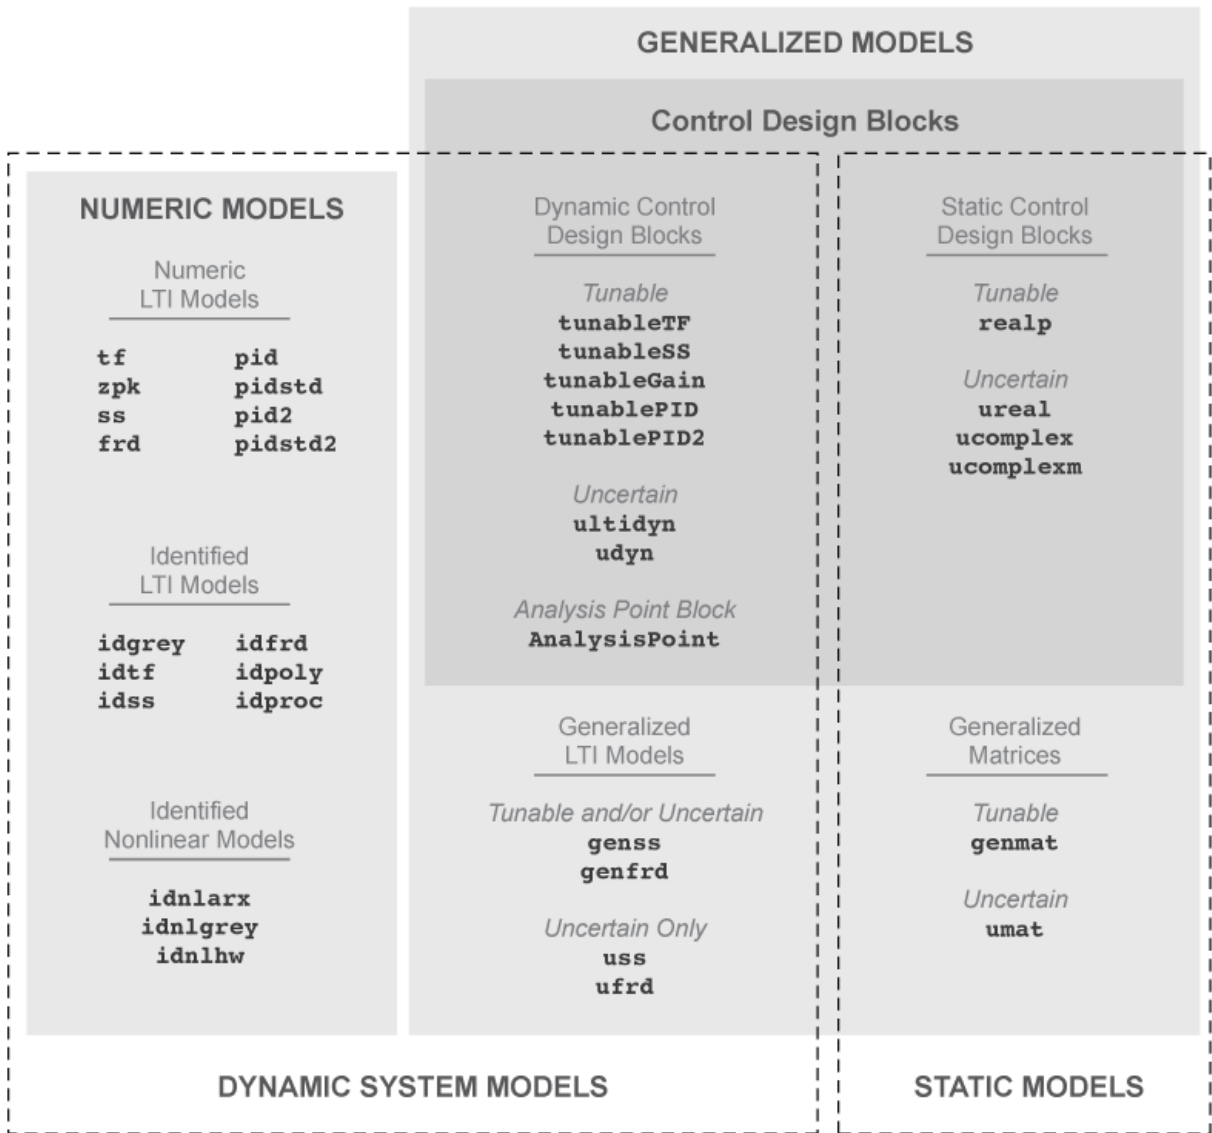 GENERALIZED MODELS
Control Design Blocks
NUMERIC MODELS
Numeric
LTI Models
tf pid
zpk pidstd
ss pid2
frd pidstd2
Identified
LTI Models
idgrey idfrd
idtf idpoly
idss idproc
Identified
Nonlinear Models
idnlarx
idnlgrey
idnlhw
Dynamic Control
Design Blocks
Tunable
tunableTF
tunableSS
tunableGain
tunablePID
tunablePID2
Uncertain
ultidyn
udyn
Analysis Point Block
AnalysisPoint
Generalized
LTI Models
Tunable and/or Uncertain
genss
genfrd
Uncertain Only
uss
ufrd
Static Control
Design Blocks
Tunable
realp
Uncertain
ureal
ucomplex
ucomplexm
Generalized
Matrices
Tunable
genmat
Uncertain
umat
DYNAMIC SYSTEM MODELS
STATIC MODELS